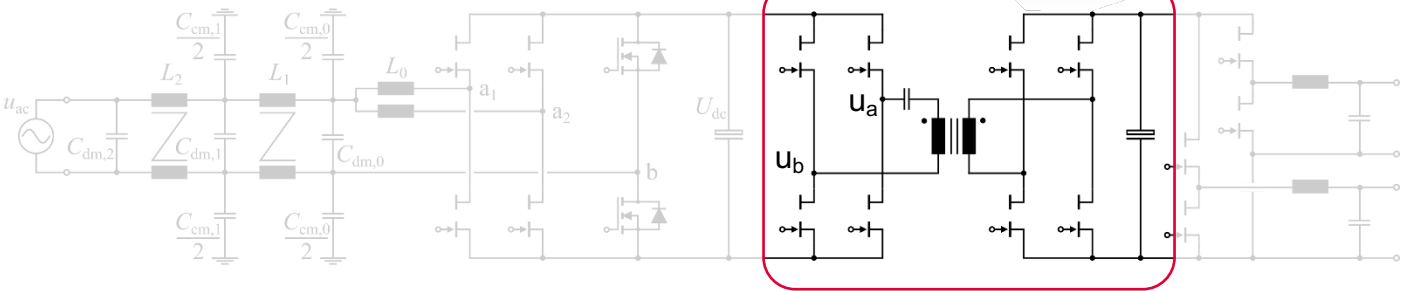 C_cm,1
2
C_cm,0
2
L_2
L_1
L_0
u_ac
a_1
a_2
U_dc
u_a
C_dm,2
C_dm,1
C_dm,0
u_b
b
C_cm,1
2
C_cm,0
2